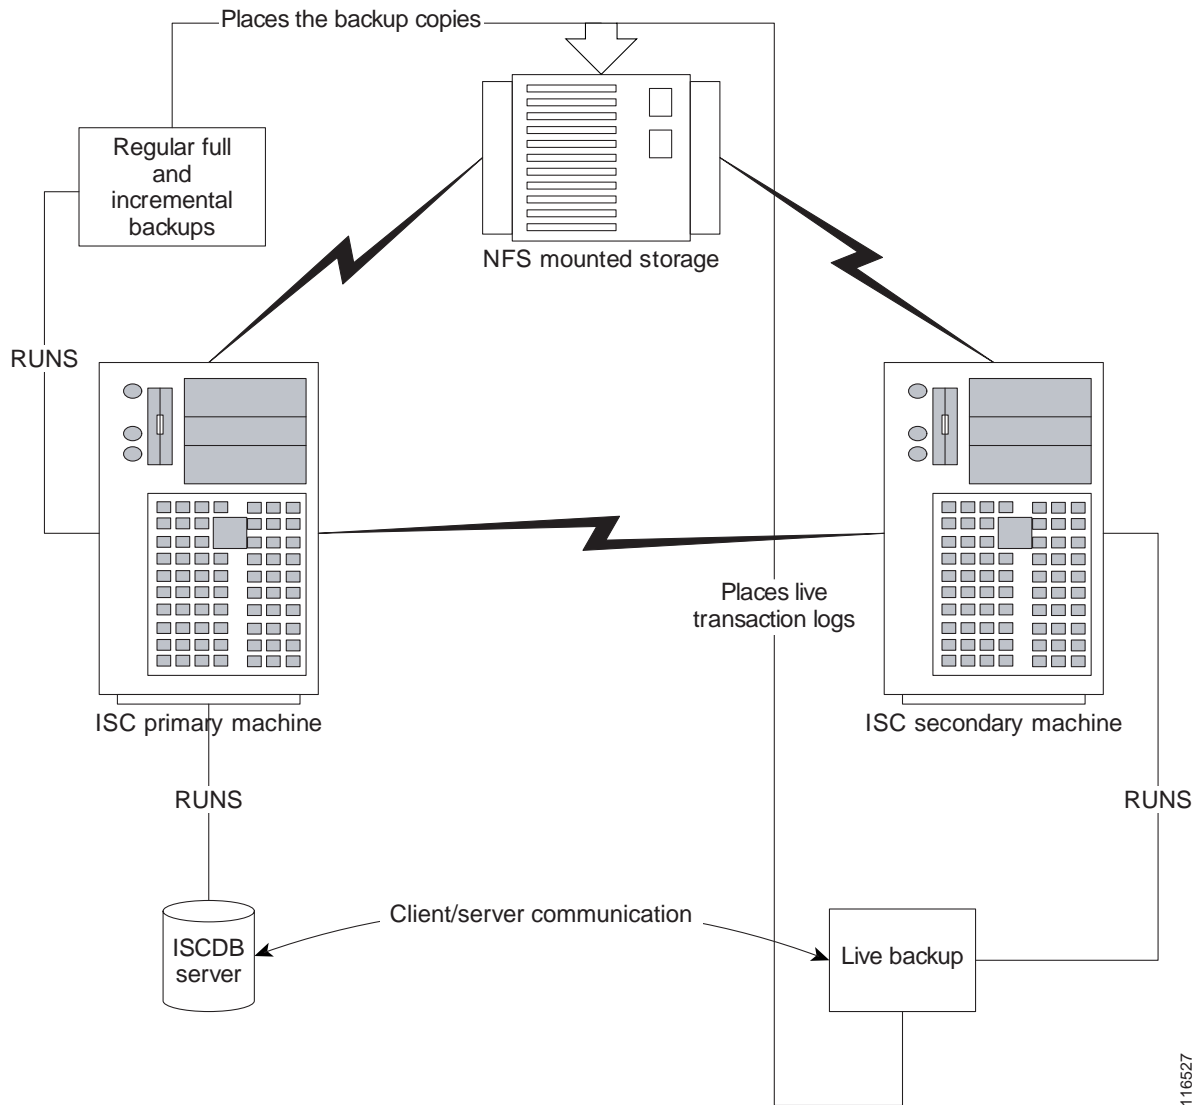 Places the backup copies
Regular full
and
incremental
backups
NFS mounted storage
RUNS
Places live
transaction logs
ISC primary machine
ISC secondary machine
RUNS
RUNS
Client/server communication
ISCDB
server
Live backup
116527